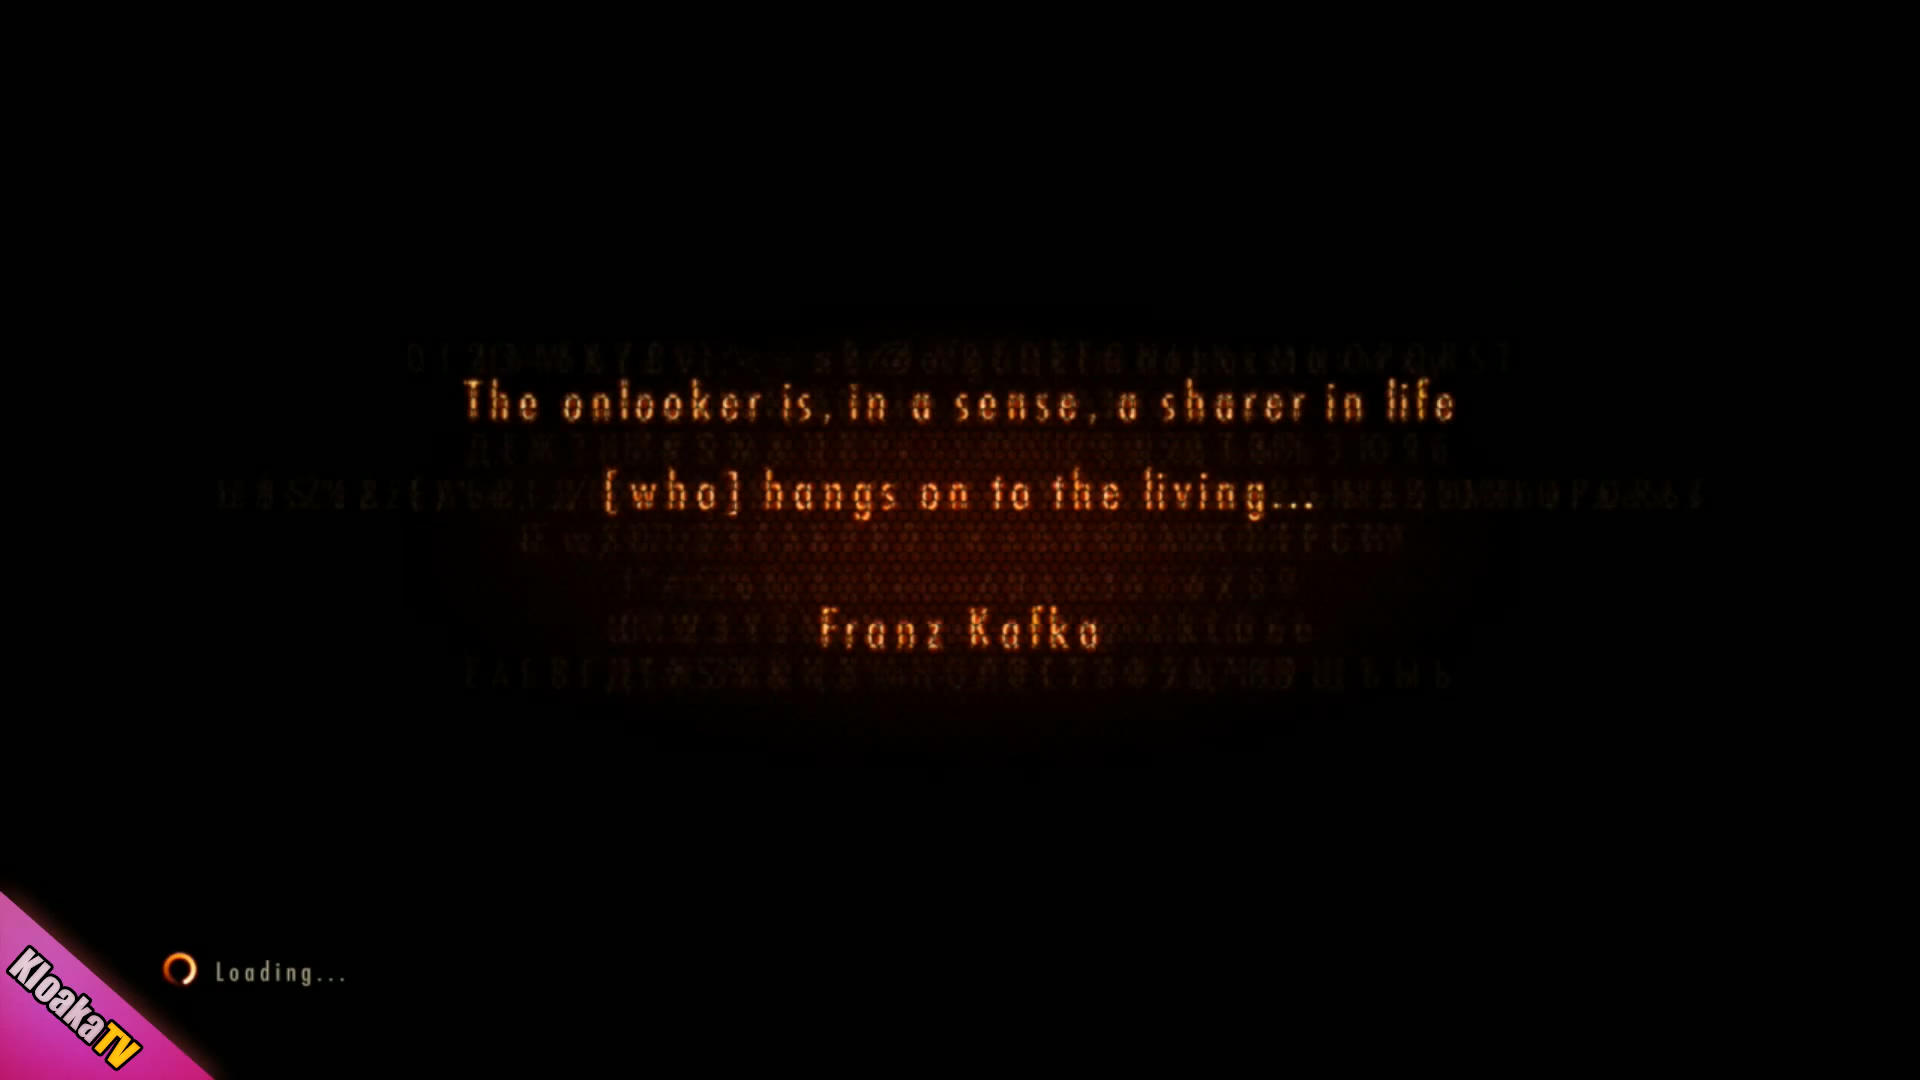 The onlooker is, in a sense, a sharer in life
[who] hangs on to the living...
Franz Kafka
Loading...
KloakaTV